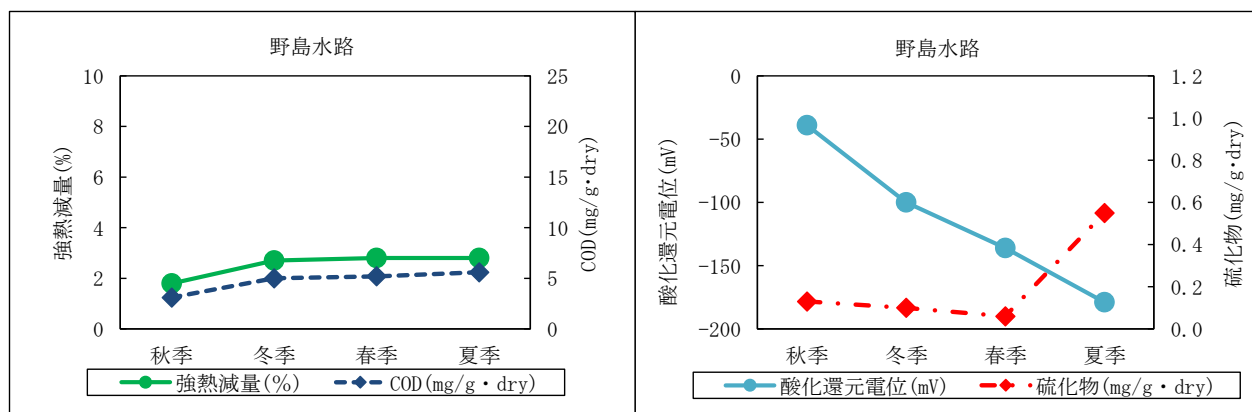 野島水路
10
8
6
4
2
0
強熱減量(%)
25
20
15
10
5
0
COD(mg/g・dry)
秋季 冬季 春季 夏季
強熱減量(%) COD(mg/g・dry)
野島水路
0
-50
-100
-150
-200
酸化還元電位(mV)
1.2
1.0
0.8
0.6
0.4
0.2
0.0
硫化物(mg/g・dry)
秋季 冬季 春季 夏季
酸化還元電位(mV) 硫化物(mg/g・dry)